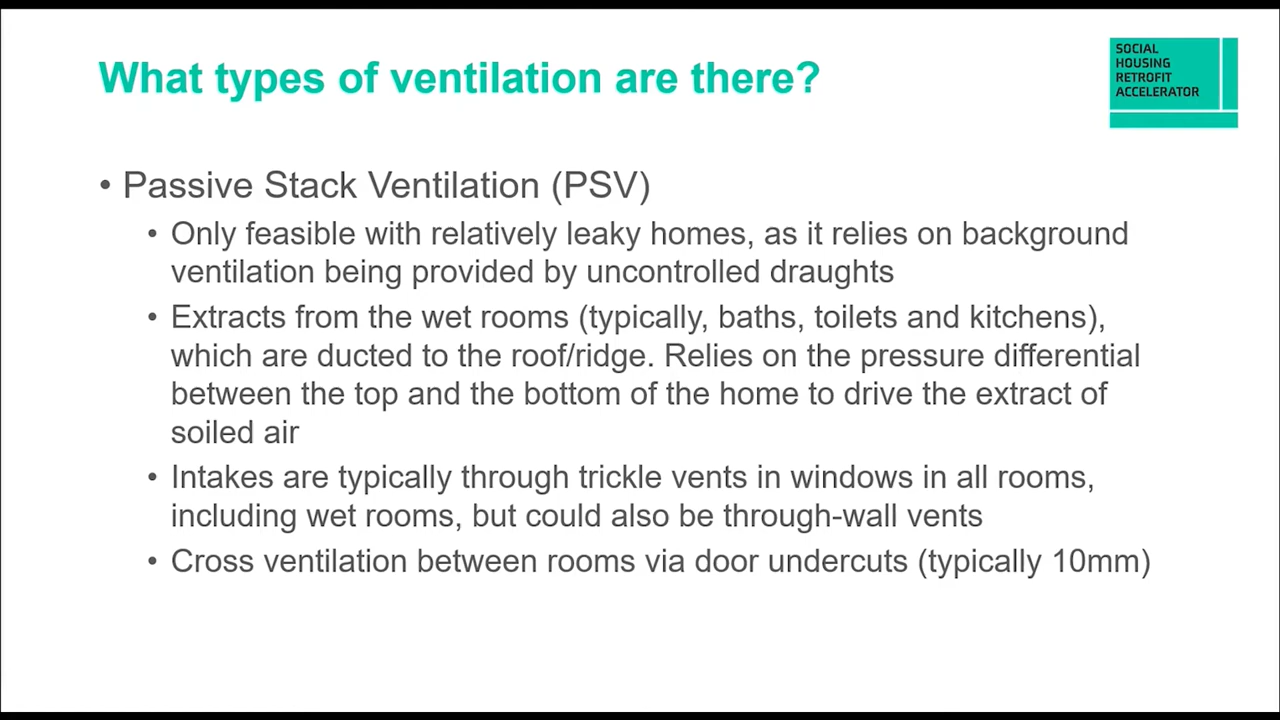 What types of ventilation are there?
SOCIAL
HOUSING
RETROFIT
ACCELERATOR
• Passive Stack Ventilation (PSV)
• Only feasible with relatively leaky homes, as it relies on background
ventilation being provided by uncontrolled draughts
• Extracts from the wet rooms (typically, baths, toilets and kitchens),
which are ducted to the roof/ridge. Relies on the pressure differential
between the top and the bottom of the home to drive the extract of
soiled air
• Intakes are typically through trickle vents in windows in all rooms,
including wet rooms, but could also be through-wall vents
• Cross ventilation between rooms via door undercuts (typically 10mm)